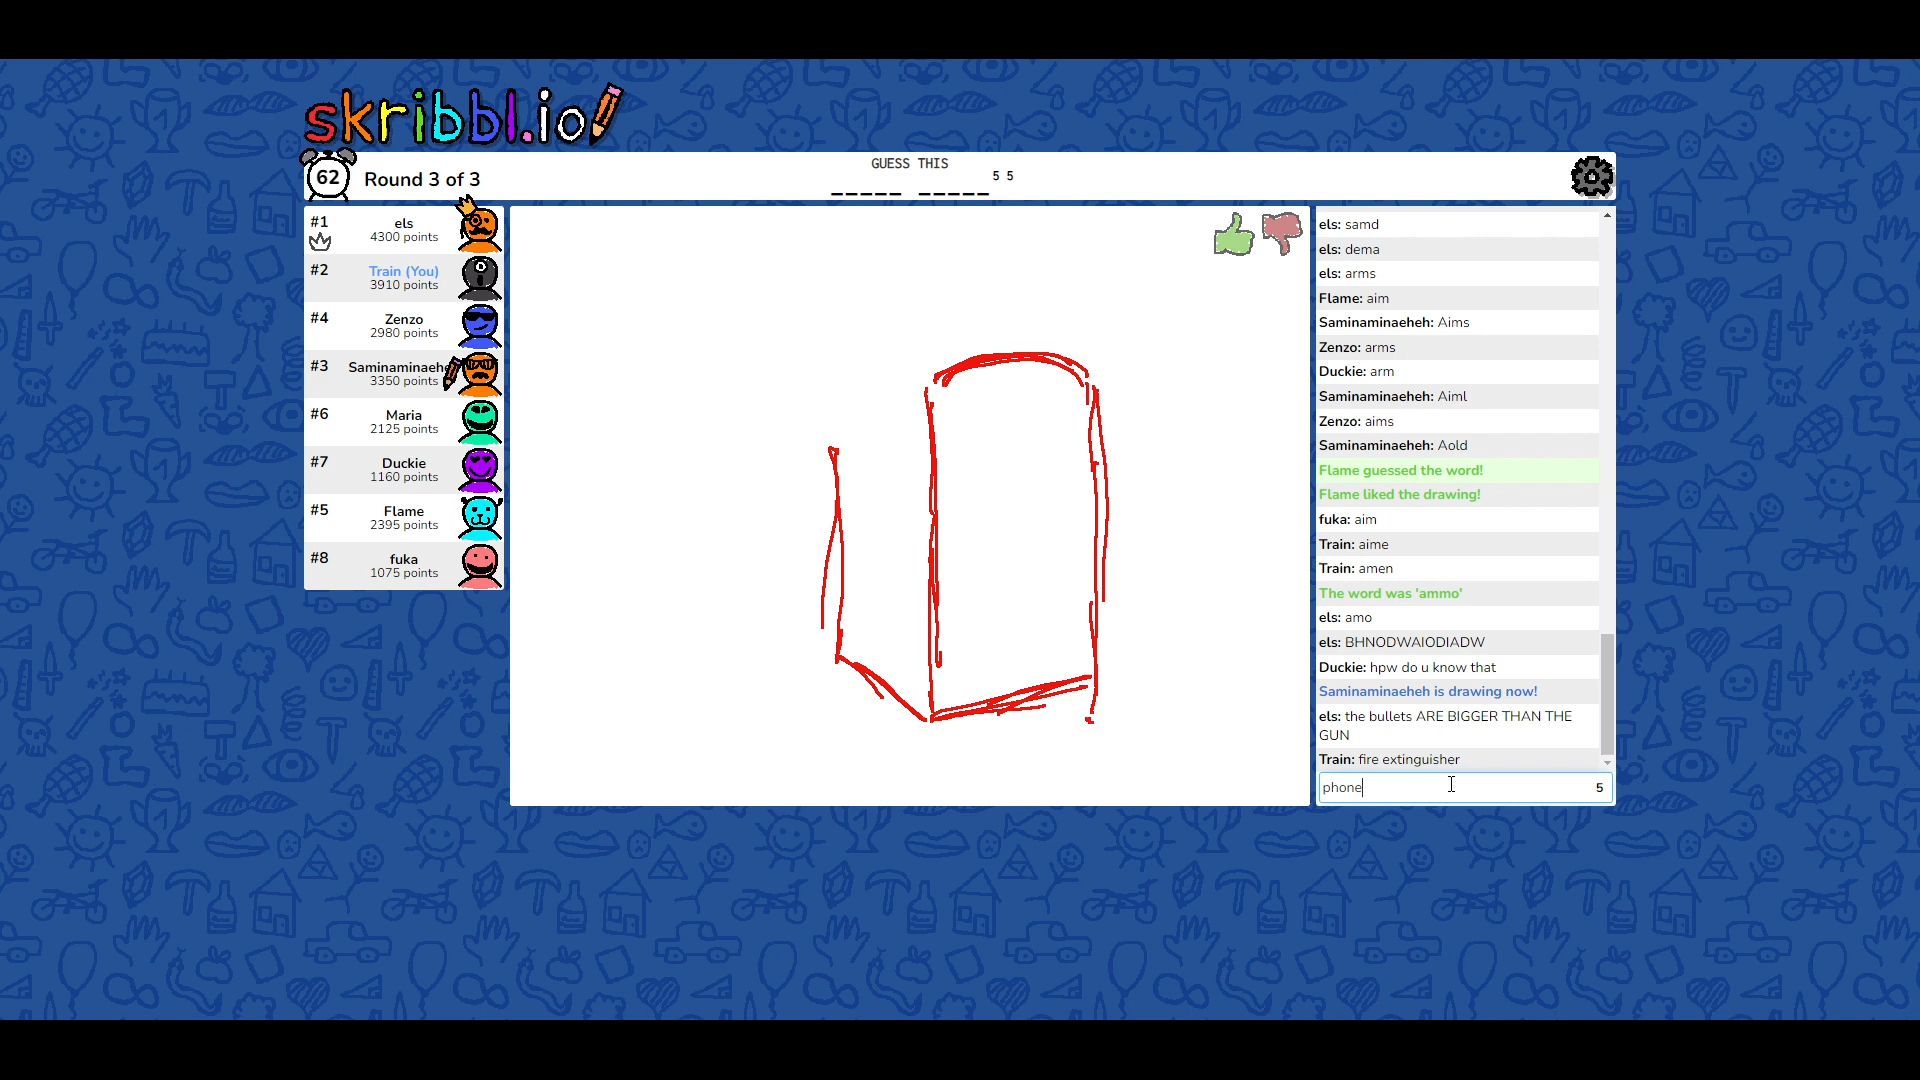 skribbl.io
62
Round 3 of 3
GUESS THIS
_____ _____ 5 5
#1
els
4300 points
#2
Train (You)
3910 points
#4
Zenzo
2980 points
#3
Saminaminaehe
3350 points
#6
Maria
2125 points
#7
Duckie
1160 points
#5
Flame
2395 points
#8
fuka
1075 points
els: samd
els: dema
els: arms
Flame: aim
Saminaminaeheh: Aims
Zenzo: arms
Duckie: arm
Saminaminaeheh: Aiml
Zenzo: aims
Saminaminaeheh: Aold
Flame guessed the word!
Flame liked the drawing!
fuka: aim
Train: aime
Train: amen
The word was 'ammo'
els: amo
els: BHNODWAIODIADW
Duckie: hpw do u know that
Saminaminaeheh is drawing now!
els: the bullets ARE BIGGER THAN THE
GUN
Train: fire extinguisher
phone 5